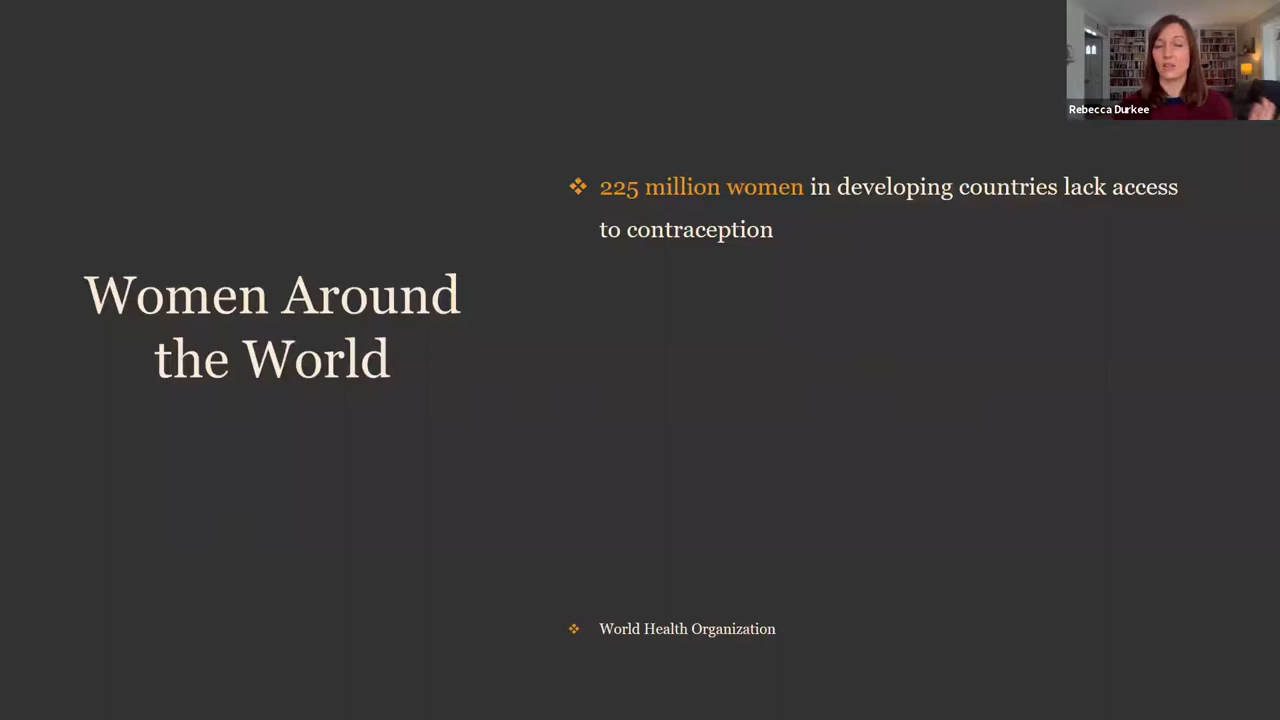 Rebecca Durkee
225 million women in developing countries lack access
to contraception
Women Around
the World
World Health Organization